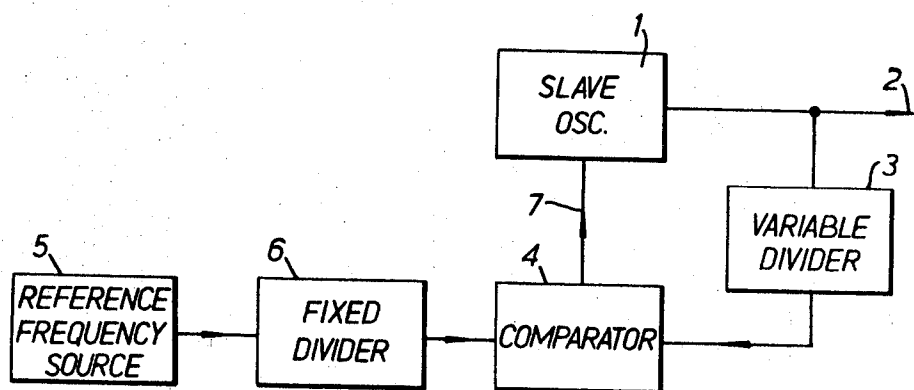 1
SLAVE
OSC.
2
3
VARIABLE
DIVIDER
7
4
COMPARATOR
6
FIXED
DIVIDER
5
REFERENCE
FREQUENCY
SOURCE